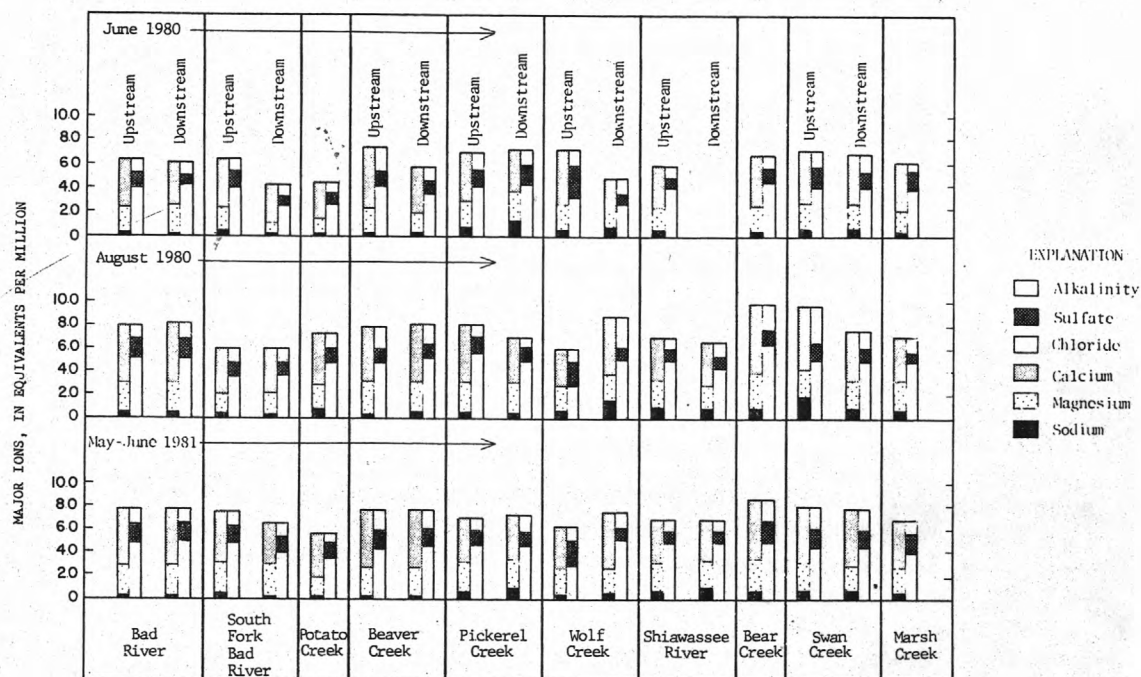 June 1980
Upstream
Downstream
Upstream
Downstream
Upstream
Downstream
Upstream
Downstream
Upstream
Downstream
Upstream
Downstream
Upstream
Downstream
10.0
8.0
6.0
4.0
2.0
0
August 1980
10.0
8.0
6.0
4.0
2.0
0
May-June 1981
10.0
8.0
6.0
4.0
2.0
0
MAJOR IONS, IN EQUIVALENTS PER MILLION
Bad
River
South
Fork
Bad
River
Potato
Creek
Beaver
Creek
Pickerel
Creek
Wolf
Creek
Shiawassee
River
Bear
Creek
Swan
Creek
Marsh
Creek
EXPLANATION
Alkalinity
Sulfate
Chloride
Calcium
Magnesium
Sodium